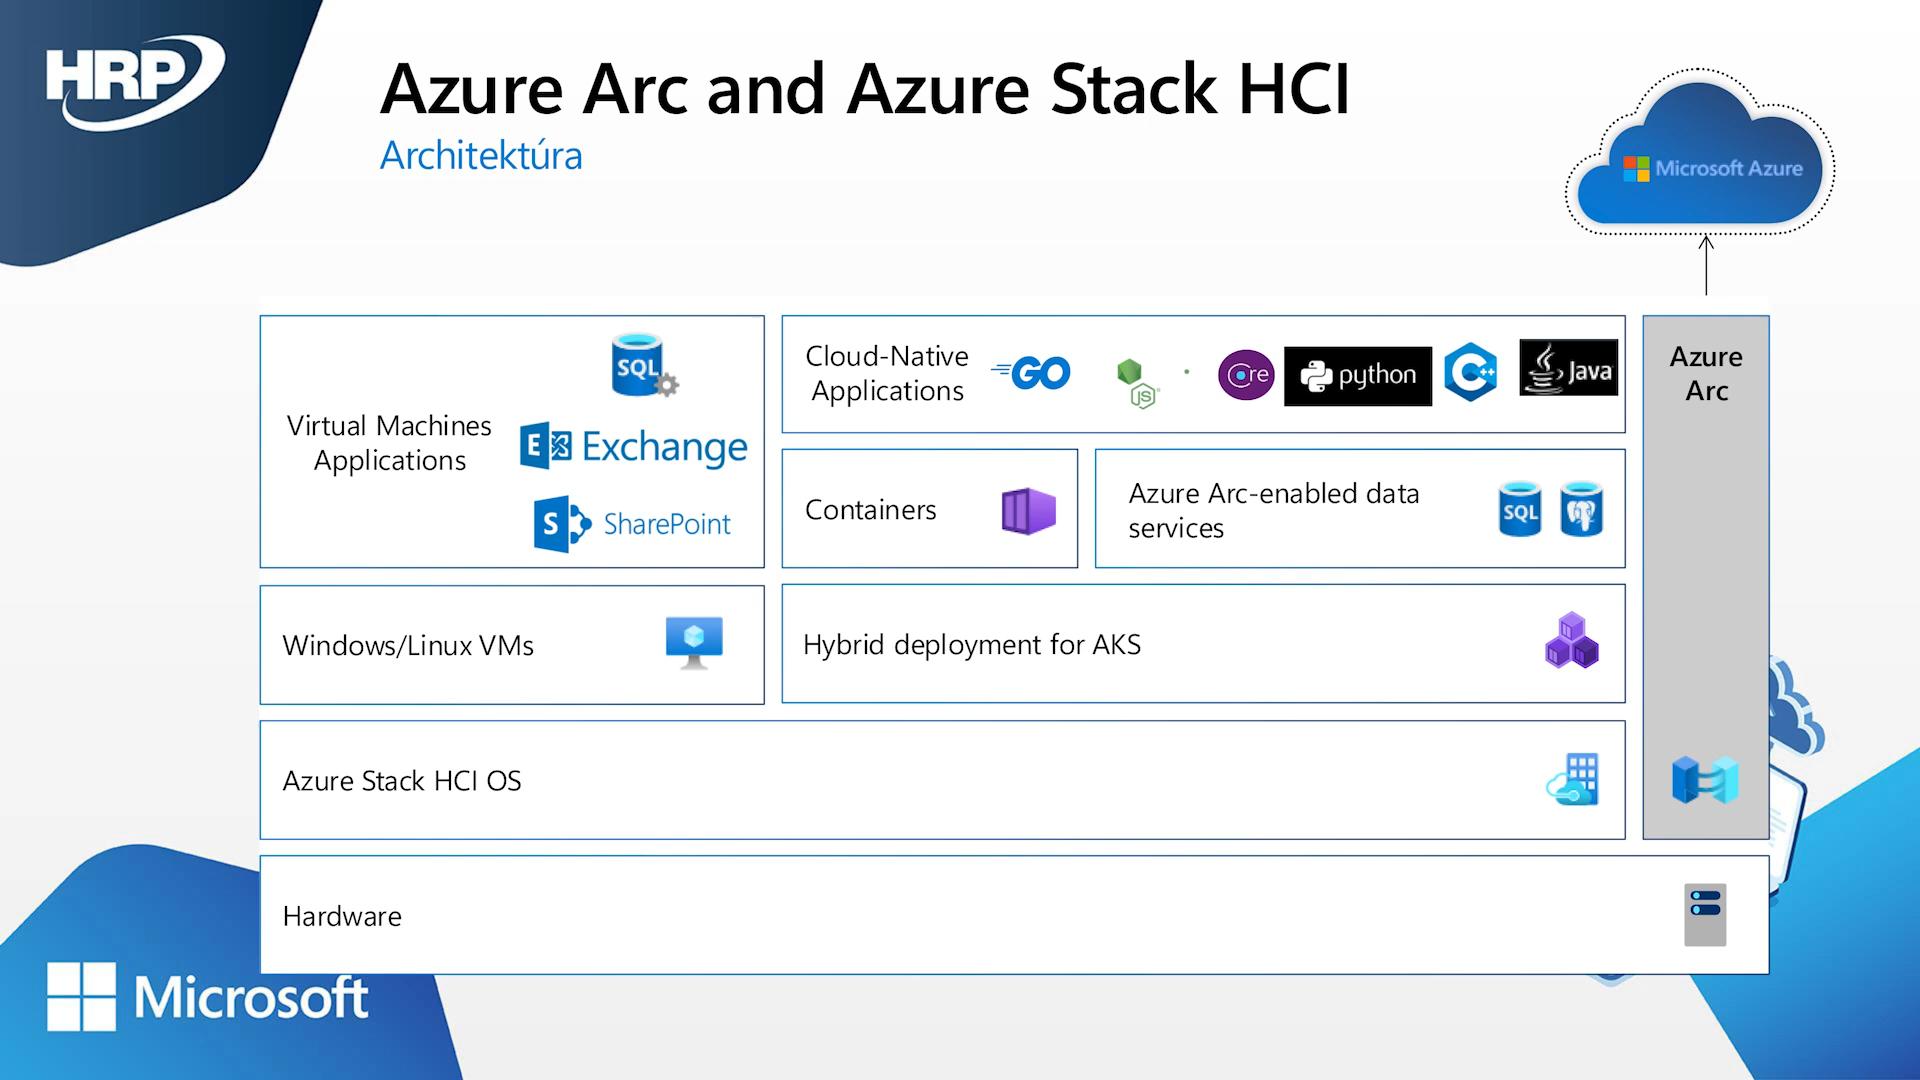 HRP
Azure Arc and Azure Stack HCI
Architektúra
Microsoft Azure
Virtual Machines
Applications
SQL
Exchange
SharePoint
Cloud-Native
Applications
GO
JS
Core
python
C++
Java
Azure
Arc
Containers
Azure Arc-enabled data
services
SQL
Windows/Linux VMs
Hybrid deployment for AKS
Azure Stack HCI OS
Hardware
Microsoft